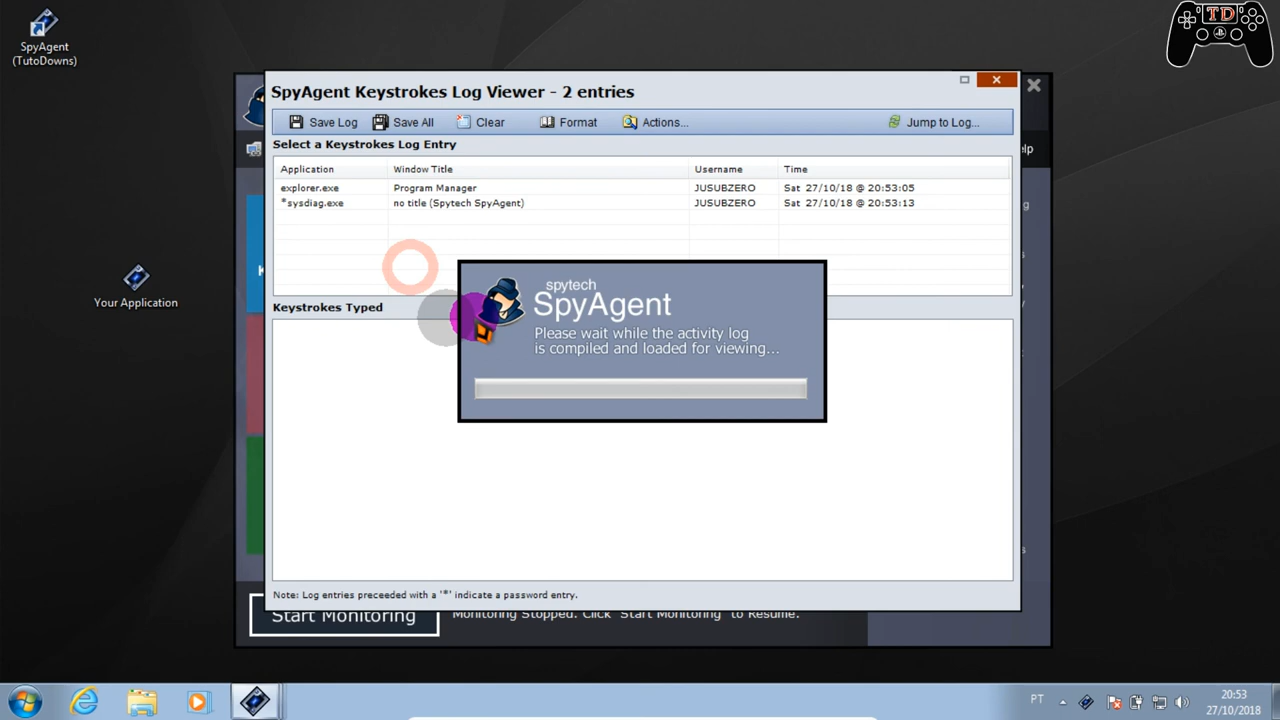 SpyAgent
(TutoDowns)
TD
SpyAgent Keystrokes Log Viewer - 2 entries
Save Log Save All Clear Format Actions... Jump to Log...
Select a Keystrokes Log Entry
elp
Application Window Title Username Time
explorer.exe Program Manager JUSUBZERO Sat 27/10/18 @ 20:53:05
*sysdiag.exe no title (Spytech SpyAgent) JUSUBZERO Sat 27/10/18 @ 20:53:13
Your Application
spytech
SpyAgent
Please wait while the activity log
is compiled and loaded for viewing...
Keystrokes Typed
Note: Log entries preceeded with a '*' indicate a password entry.
Start Monitoring
Monitoring Stopped. Click "Start Monitoring" to Resume.
PT
20:53
27/10/2018